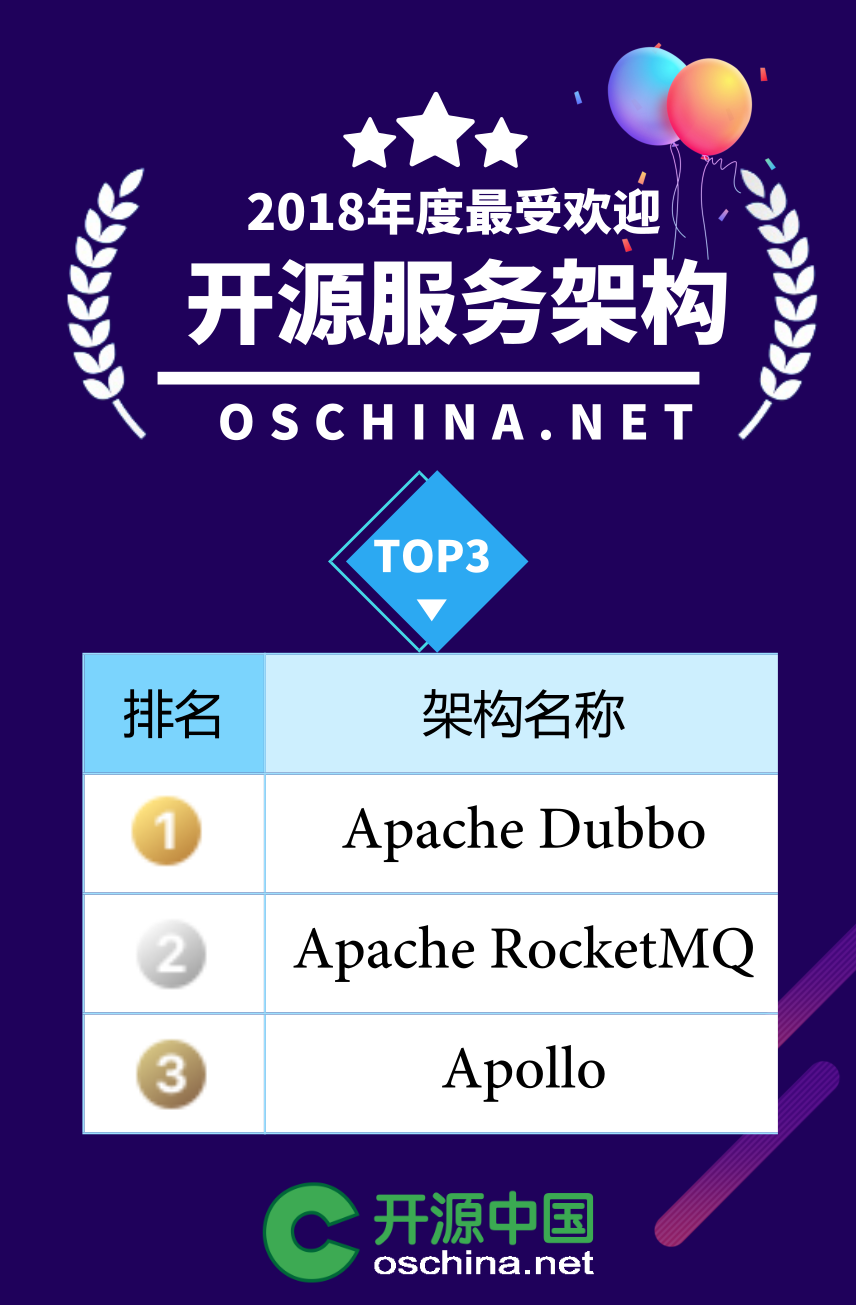 2018年度最受欢迎
开源服务架构
OSCHINA.NET
TOP3
排名 架构名称
1 Apache Dubbo
2 Apache RocketMQ
3 Apollo
开源中国
oschina.net